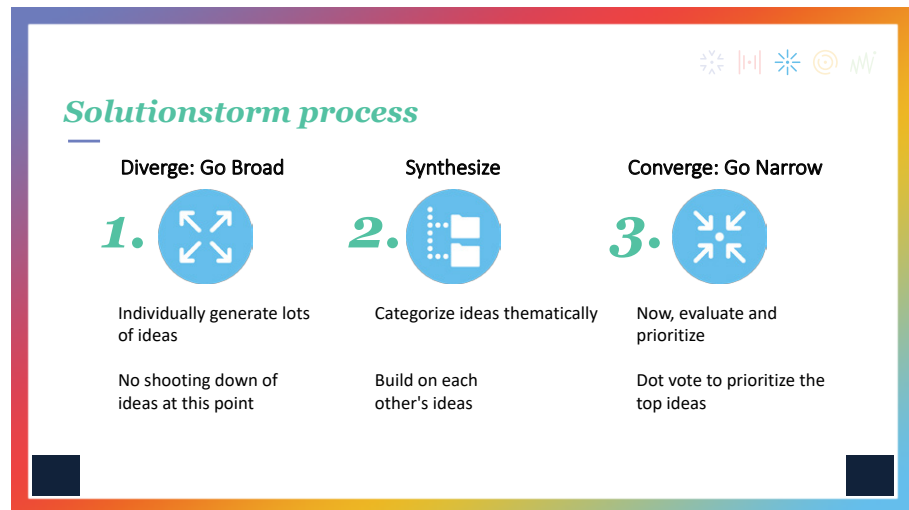 Solutionstorm process
Diverge: Go Broad
1.
Individually generate lots
of ideas
No shooting down of
ideas at this point
Synthesize
2.
Categorize ideas thematically
Build on each
other's ideas
Converge: Go Narrow
3.
Now, evaluate and
prioritize
Dot vote to prioritize the
top ideas